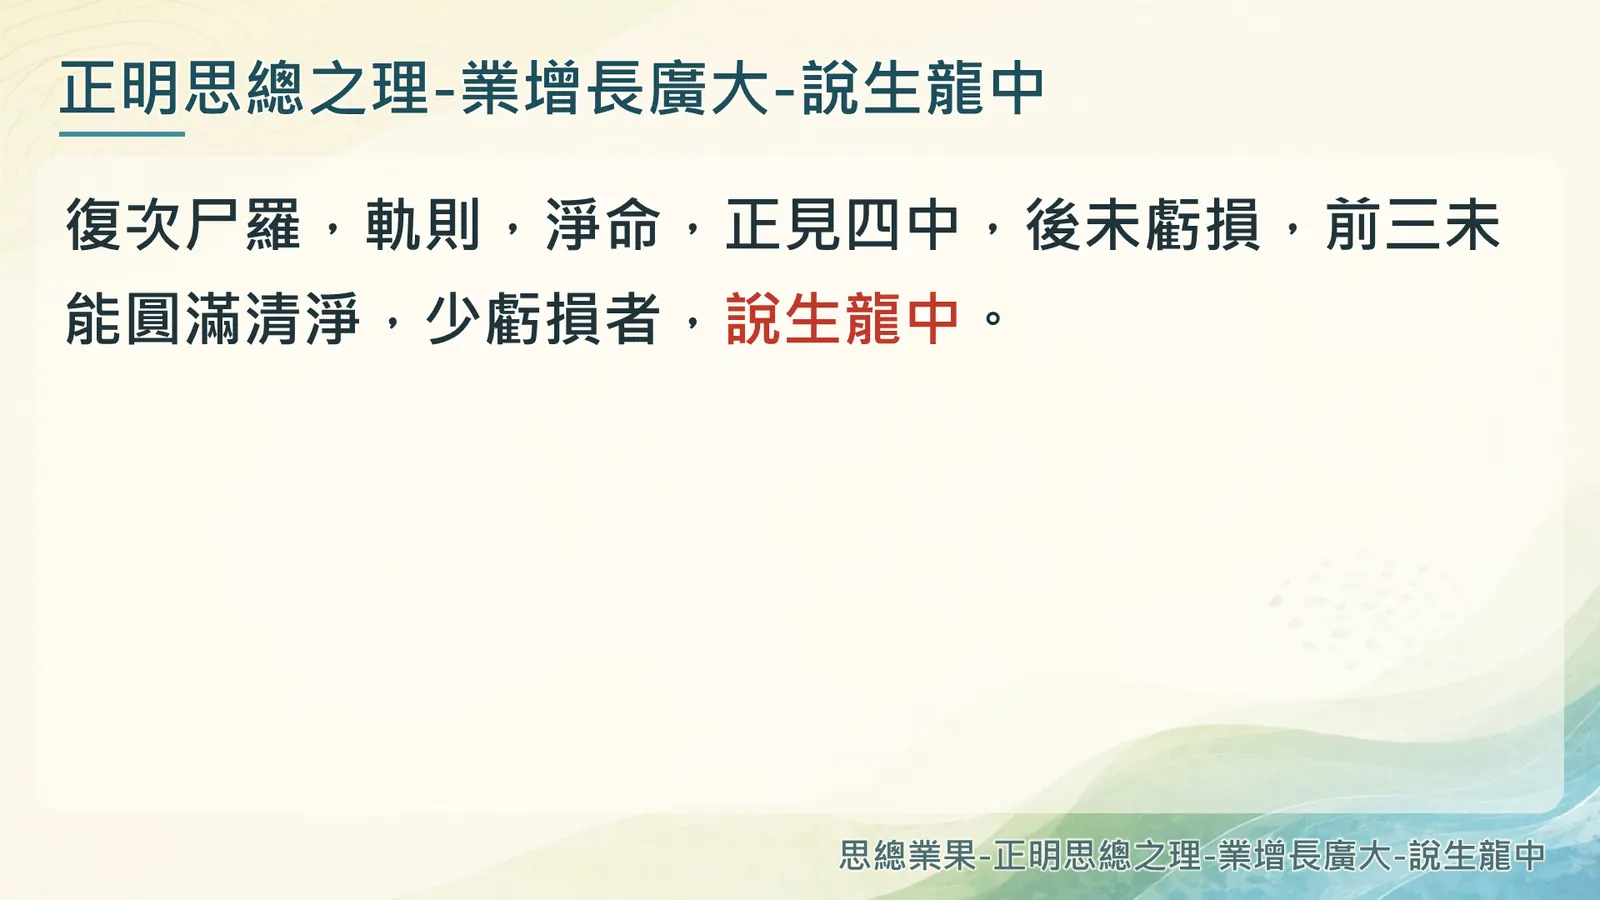 正明思總之理-業增長廣大-說生龍中
復次尸羅，軌則，淨命，正見四中，後未虧損，前三未
能圓滿清淨，少虧損者，說生龍中。
思總業果-正明思總之理-業增長廣大-說生龍中